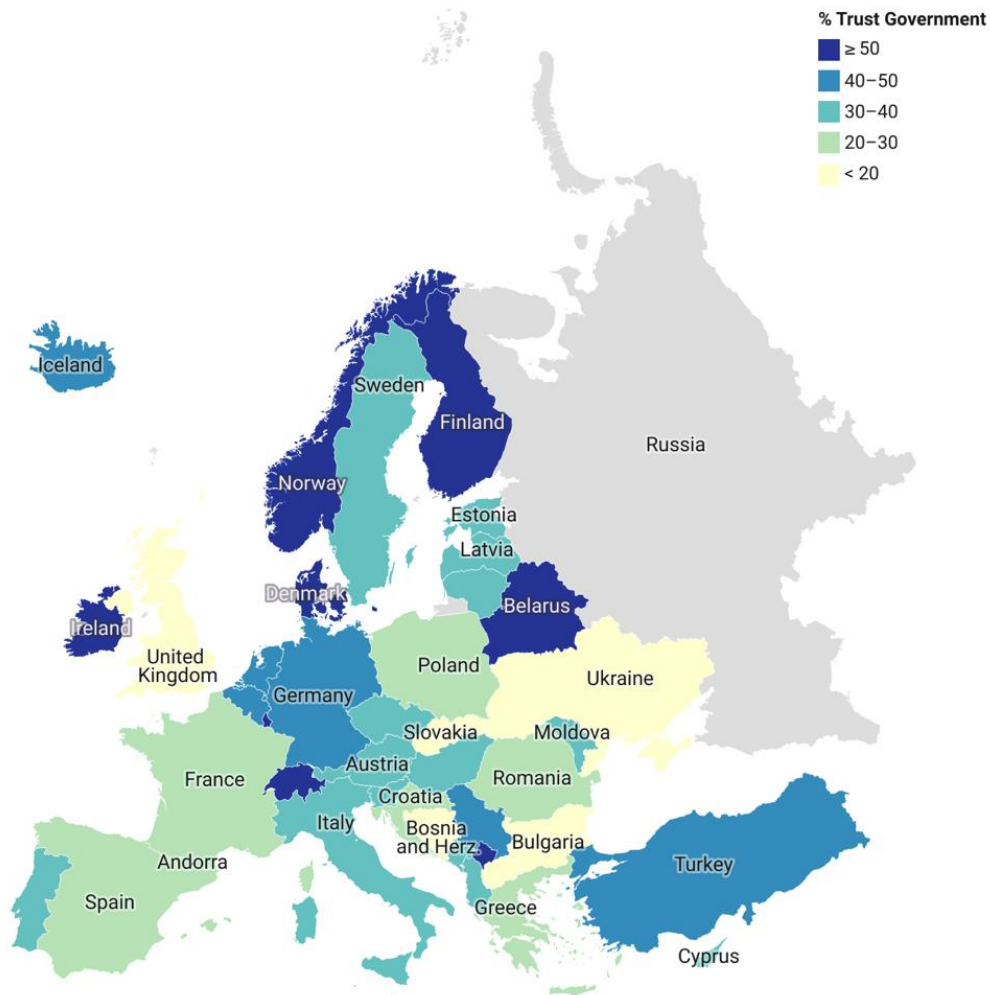 % Trust Government
≥ 50
40–50
30–40
20–30
< 20
Iceland
Sweden
Finland
Norway
Russia
Estonia
Latvia
Denmark
Belarus
Ireland
United
Kingdom
Poland
Ukraine
Germany
Slovakia
Moldova
Austria
France
Romania
Croatia
Italy
Bosnia
and Herz.
Bulgaria
Andorra
Turkey
Spain
Greece
Cyprus